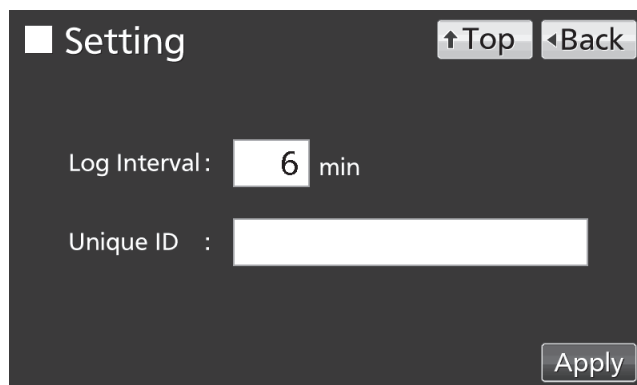 Setting
↑Top
◂Back
Log Interval: 6 min
Unique ID :
Apply